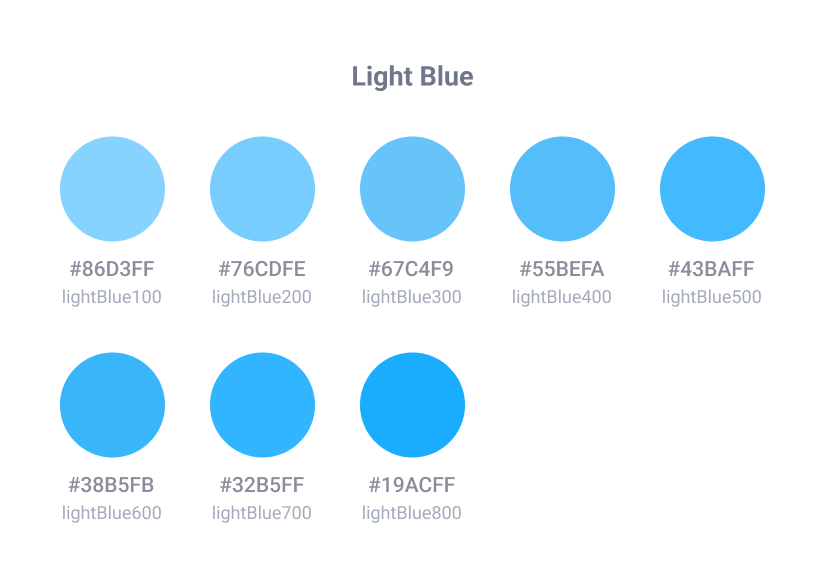 Light Blue
#86D3FF #76CDFE #67C4F9 #55BEFA #43BAFF
lightBlue100 lightBlue200 lightBlue300 lightBlue400 lightBlue500
#38B5FB #32B5FF #19ACFF
lightBlue600 lightBlue700 lightBlue800